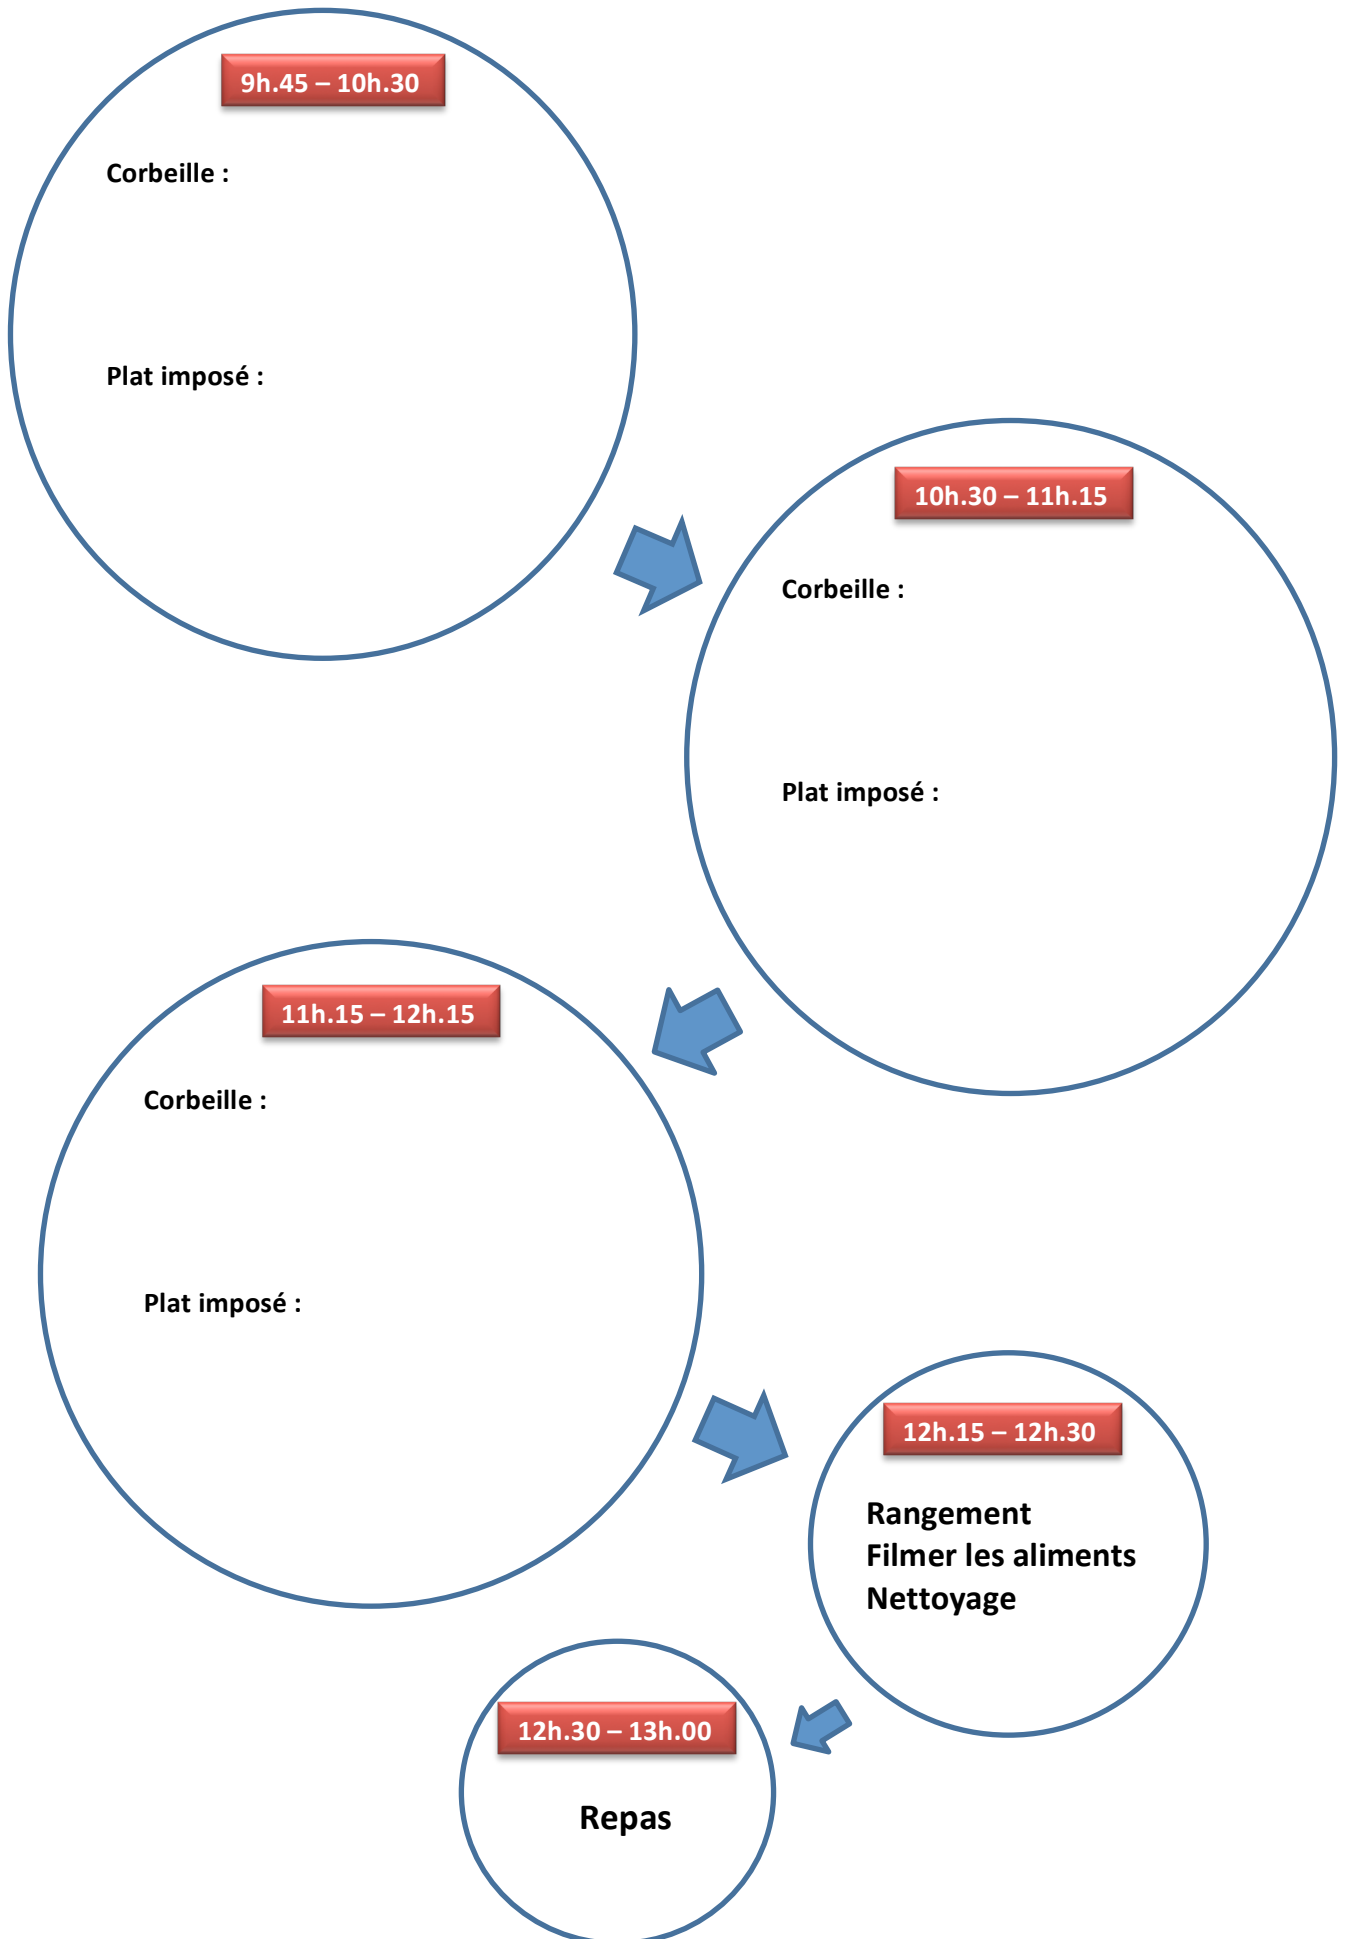 9h.45 – 10h.30
Corbeille :
Plat imposé :
10h.30 – 11h.15
Corbeille :
Plat imposé :
11h.15 – 12h.15
Corbeille :
Plat imposé :
12h.15 – 12h.30
Rangement
Filmer les aliments
Nettoyage
12h.30 – 13h.00
Repas